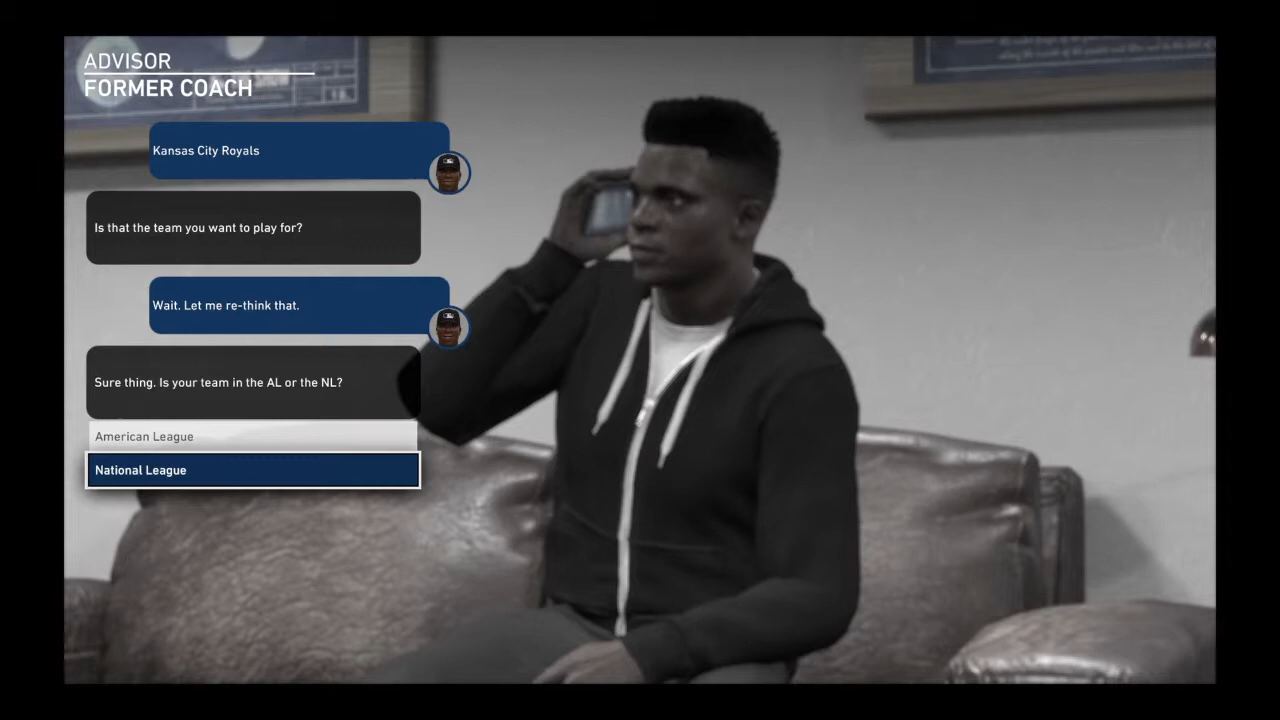 ADVISOR
FORMER COACH
Kansas City Royals
Is that the team you want to play for?
Wait. Let me re-think that.
Sure thing. Is your team in the AL or the NL?
American League
National League